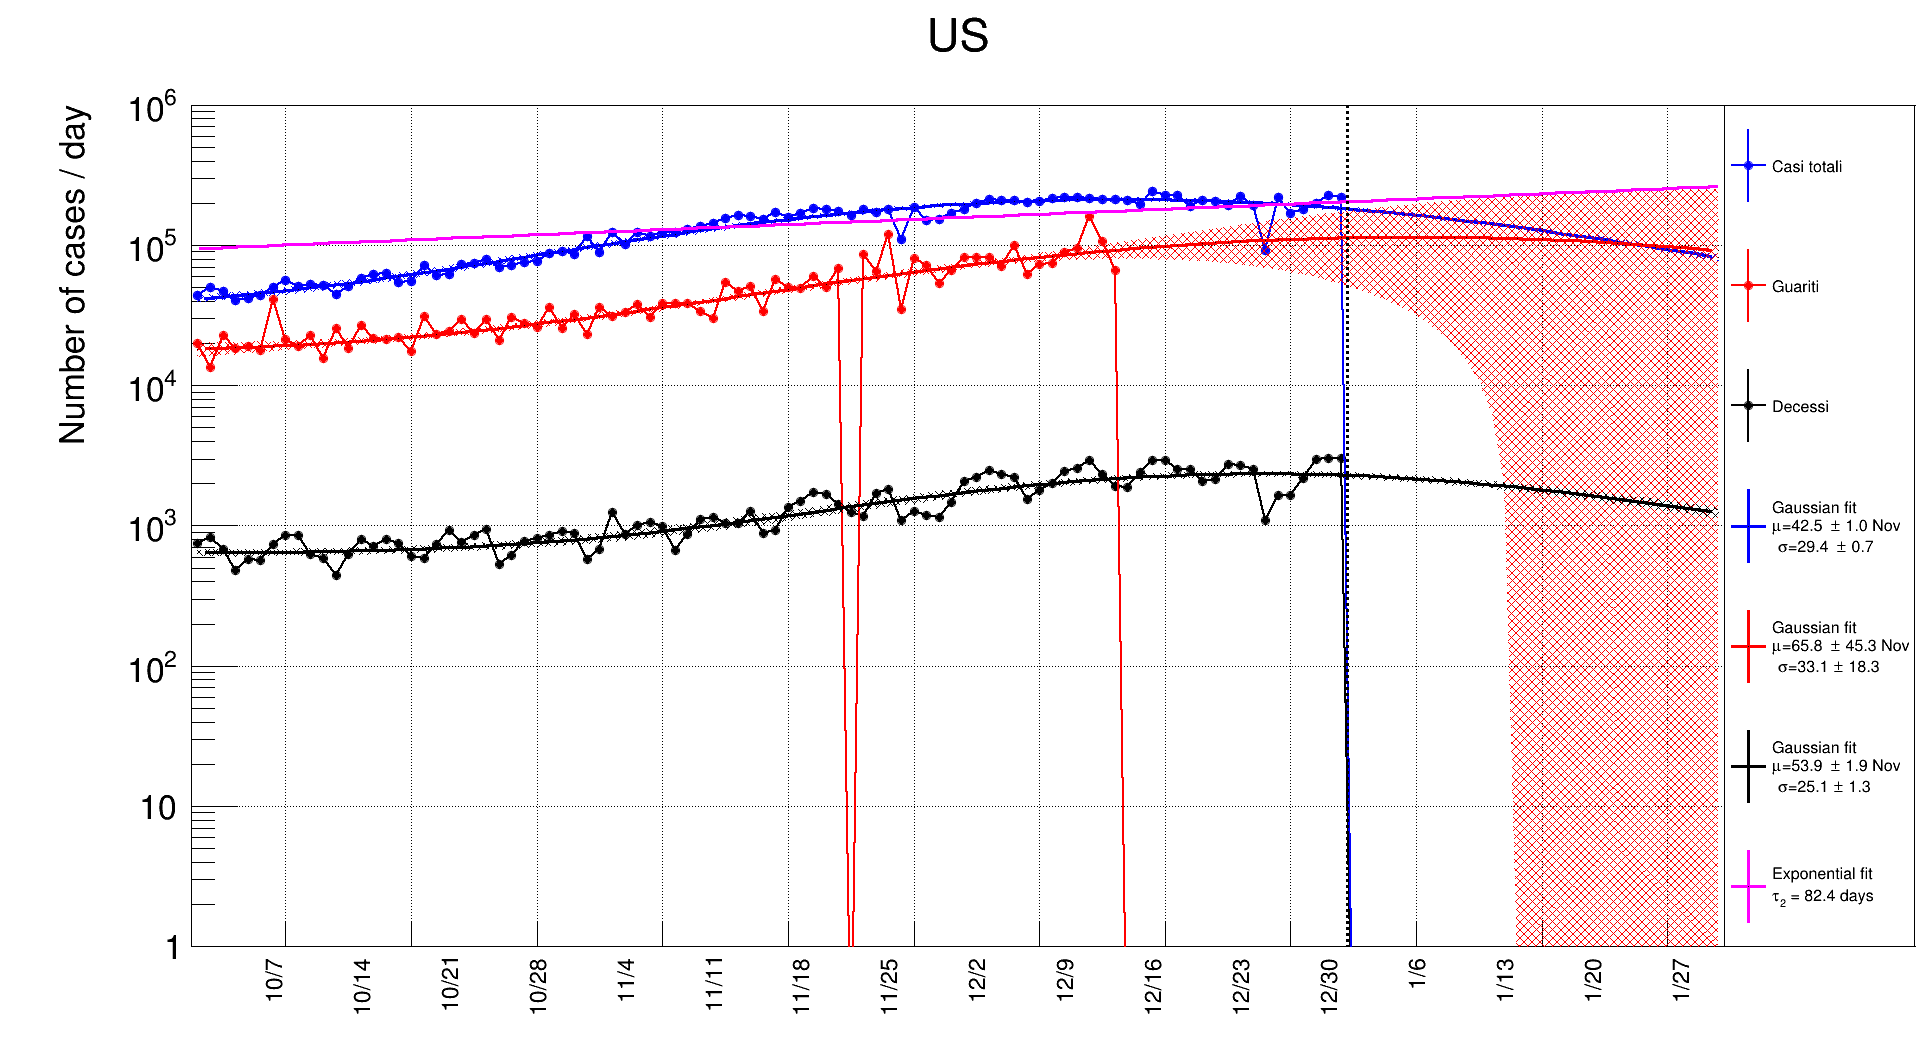 US
Number of cases / day
10^6
10^5
10^4
10^3
10^2
10
1
10/7
10/14
10/21
10/28
11/4
11/11
11/18
11/25
12/2
12/9
12/16
12/23
12/30
1/6
1/13
1/20
1/27
Casi totali
Guariti
Decessi
Gaussian fit
μ=42.5 ± 1.0 Nov
σ=29.4 ± 0.7
Gaussian fit
μ=65.8 ± 45.3 Nov
σ=33.1 ± 18.3
Gaussian fit
μ=53.9 ± 1.9 Nov
σ=25.1 ± 1.3
Exponential fit
τ_2 = 82.4 days